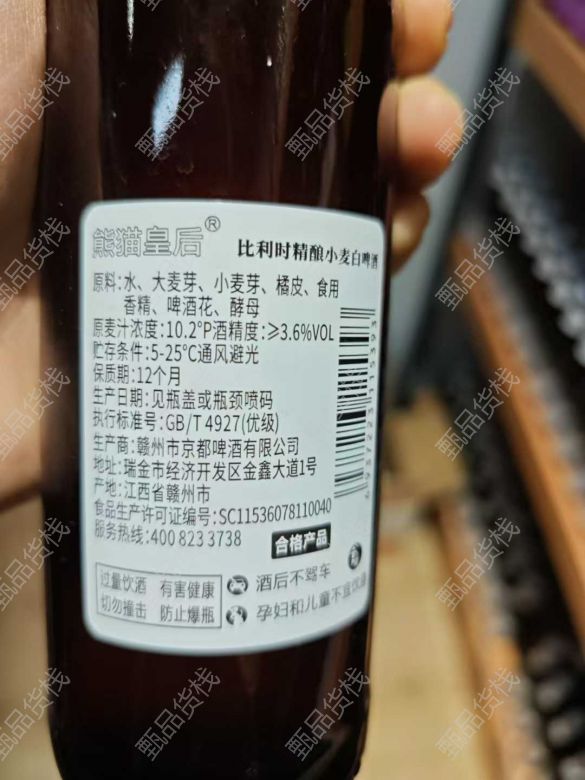 熊猫皇后®
比利时精酿小麦白啤酒
原料:水、大麦芽、小麦芽、橘皮、食用
香精、啤酒花、酵母
原麦汁浓度:10.2°P酒精度:≥3.6%VOL
贮存条件:5-25℃通风避光
保质期:12个月
生产日期:见瓶盖或瓶颈喷码
执行标准号:GB/T 4927(优级)
生产商:赣州市京都啤酒有限公司
地址:瑞金市经济开发区金鑫大道1号
产地:江西省赣州市
食品生产许可证编号:SC11536078110040
服务热线:400 823 3738
合格产品
过量饮酒 有害健康
切勿撞击 防止爆瓶
酒后不驾车
孕妇和儿童不宜饮酒
甄品货栈